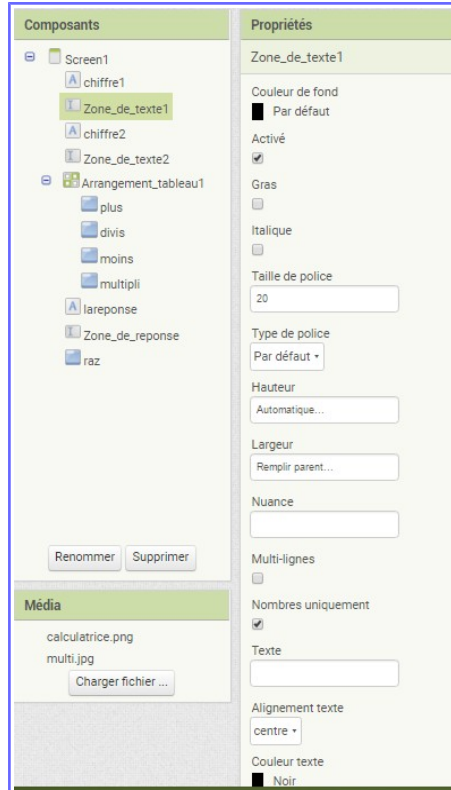 Composants
Screen1
chiffre1
Zone_de_texte1
chiffre2
Zone_de_texte2
Arrangement_tableau1
plus
divis
moins
multipli
lareponse
Zone_de_reponse
raz
Renommer Supprimer
Média
calculatrice.png
multi.jpg
Charger fichier ...
Propriétés
Zone_de_texte1
Couleur de fond
Par défaut
Activé
Gras
Italique
Taille de police
20
Type de police
Par défaut
Hauteur
Automatique...
Largeur
Remplir parent...
Nuance
Multi-lignes
Nombres uniquement
Texte
Alignement texte
centre
Couleur texte
Noir